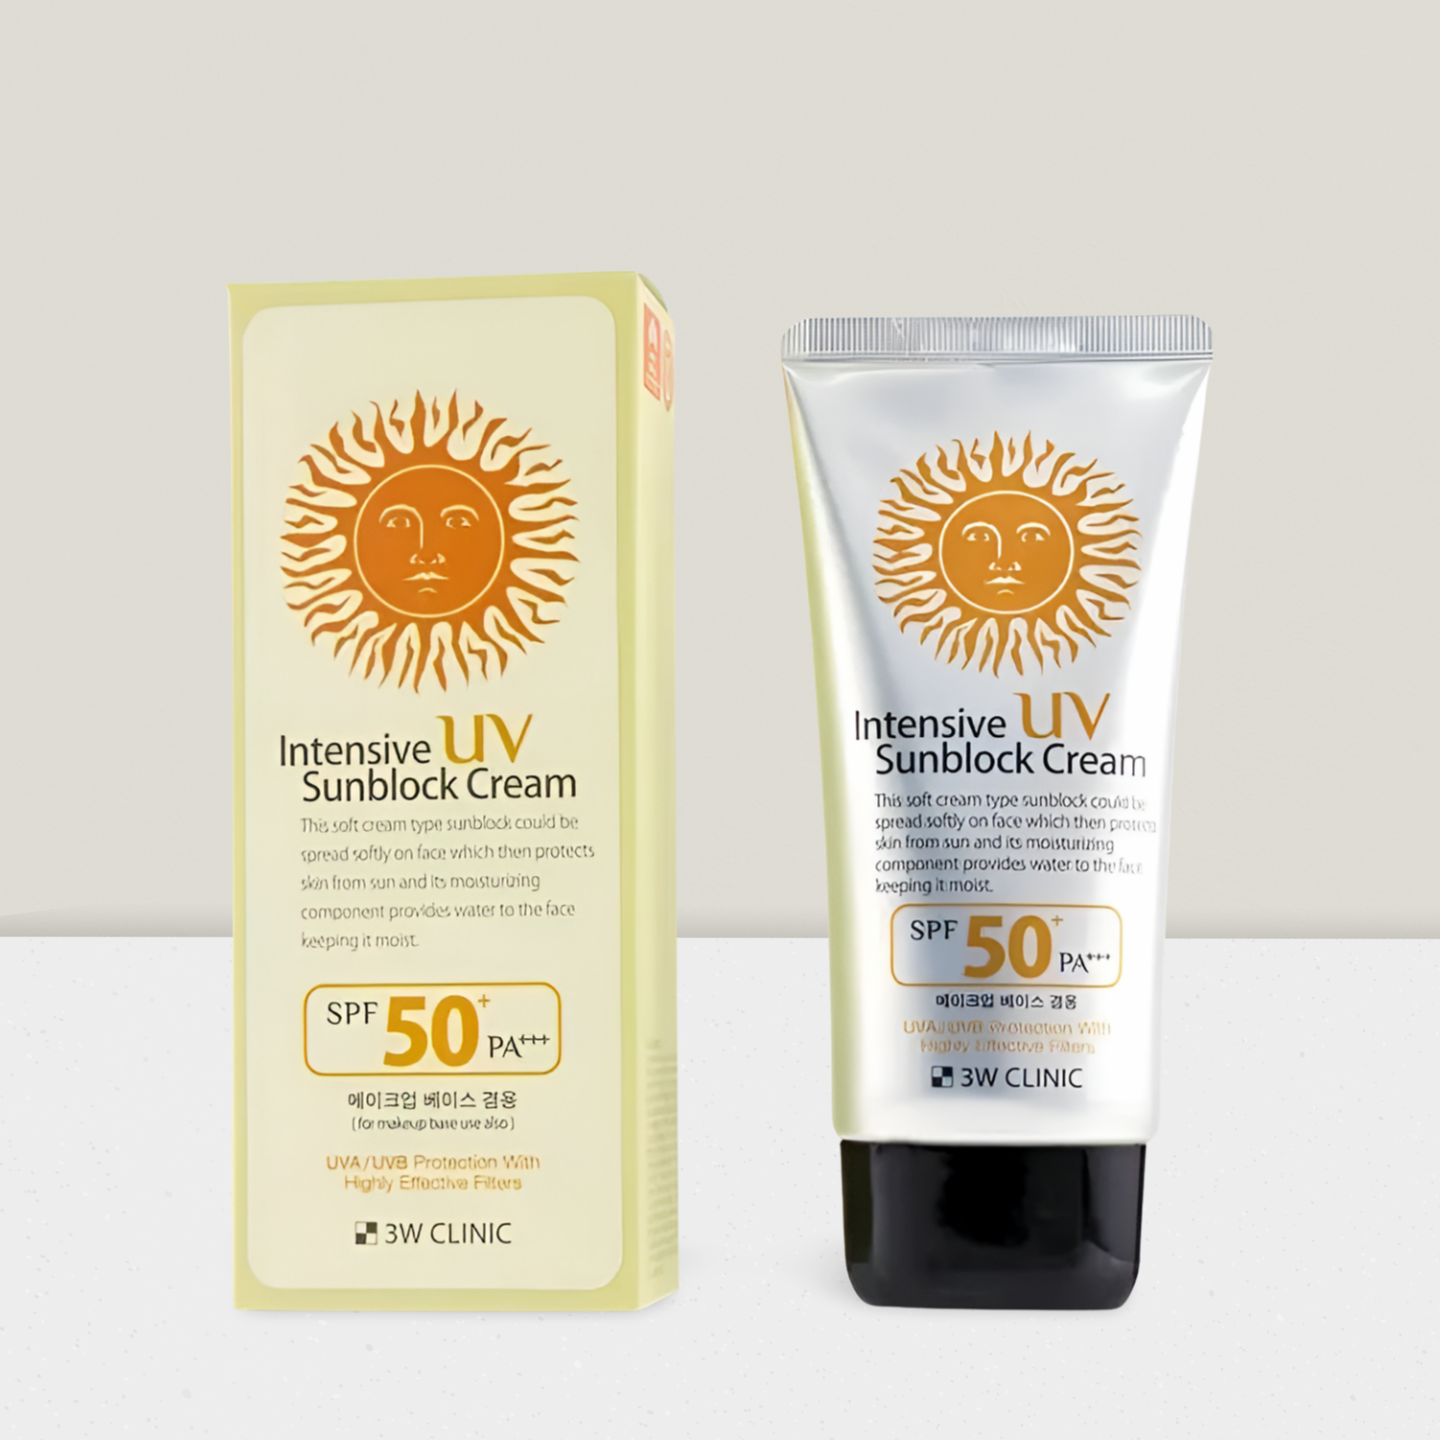 Intensive UV
Sunblock Cream
This soft cream type sunblock could be
spread softly on face which then protects
skin from sun and its moisturizing
component provides water to the face
keeping it moist.
SPF 50+ PA+++
메이크업 베이스 겸용
(for makeup base use also)
UVA/UVB Protection With
Highly Effective Filters
3W CLINIC
Intensive UV
Sunblock Cream
This soft cream type sunblock could be
spread softly on face which then protects
skin from sun and its moisturizing
component provides water to the face
keeping it moist.
SPF 50+ PA+++
메이크업 베이스 겸용
UVA/UVB Protection With
Highly Effective Filters
3W CLINIC